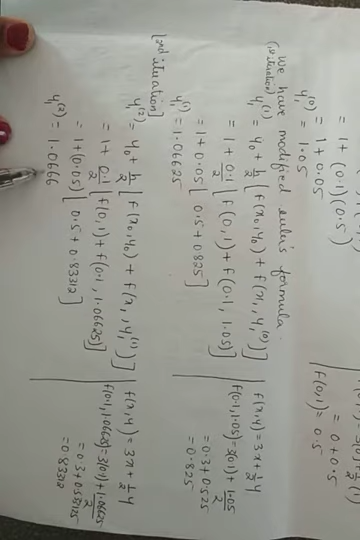 = 1 + (0.1)(0.5)
= 1 + 0.05
y₁⁽⁰⁾ = 1.05
f(0,1) = 0.5
= 0 + 0.5
We have modified euler's formula.
(1st ituation)
y₁⁽¹⁾ = y₀ + h/2 [f(x₀,y₀) + f(x₁,y₁⁽⁰⁾)]
= 1 + 0.1/2 [f(0,1) + f(0.1, 1.05)]
= 1 + 0.05 [0.5 + 0.825]
y₁⁽¹⁾ = 1.06625
f(x,y) = 3x + 1/2 y
f(0.1, 1.05) = 3(0.1) + 1.05/2
= 0.3 + 0.525
= 0.825
[2nd ituation]
y₁⁽²⁾ = y₀ + h/2 [f(x₀,y₀) + f(x₁,y₁⁽¹⁾)]
= 1 + 0.1/2 [f(0,1) + f(0.1, 1.06625)]
= 1 + (0.05) [0.5 + 0.83312]
y₁⁽²⁾ = 1.0666
f(x,y) = 3x + 1/2 y
f(0.1, 1.06625) = 3(0.1) + 1.06625/2
= 0.3 + 0.533125
= 0.83312